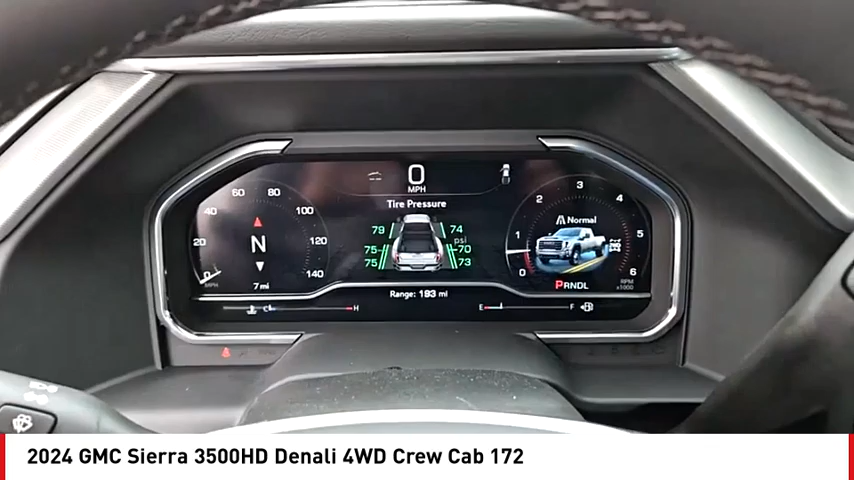 0
MPH
Tire Pressure
79 74
psi
75 70
75 73
Range: 193 mi
0 20 40 60 80 100 120 140
MPH
N
7 mi
C H
0 1 2 3 4 5 6
Normal
PRNDL
RPM
x1000
E F
2024 GMC Sierra 3500HD Denali 4WD Crew Cab 172